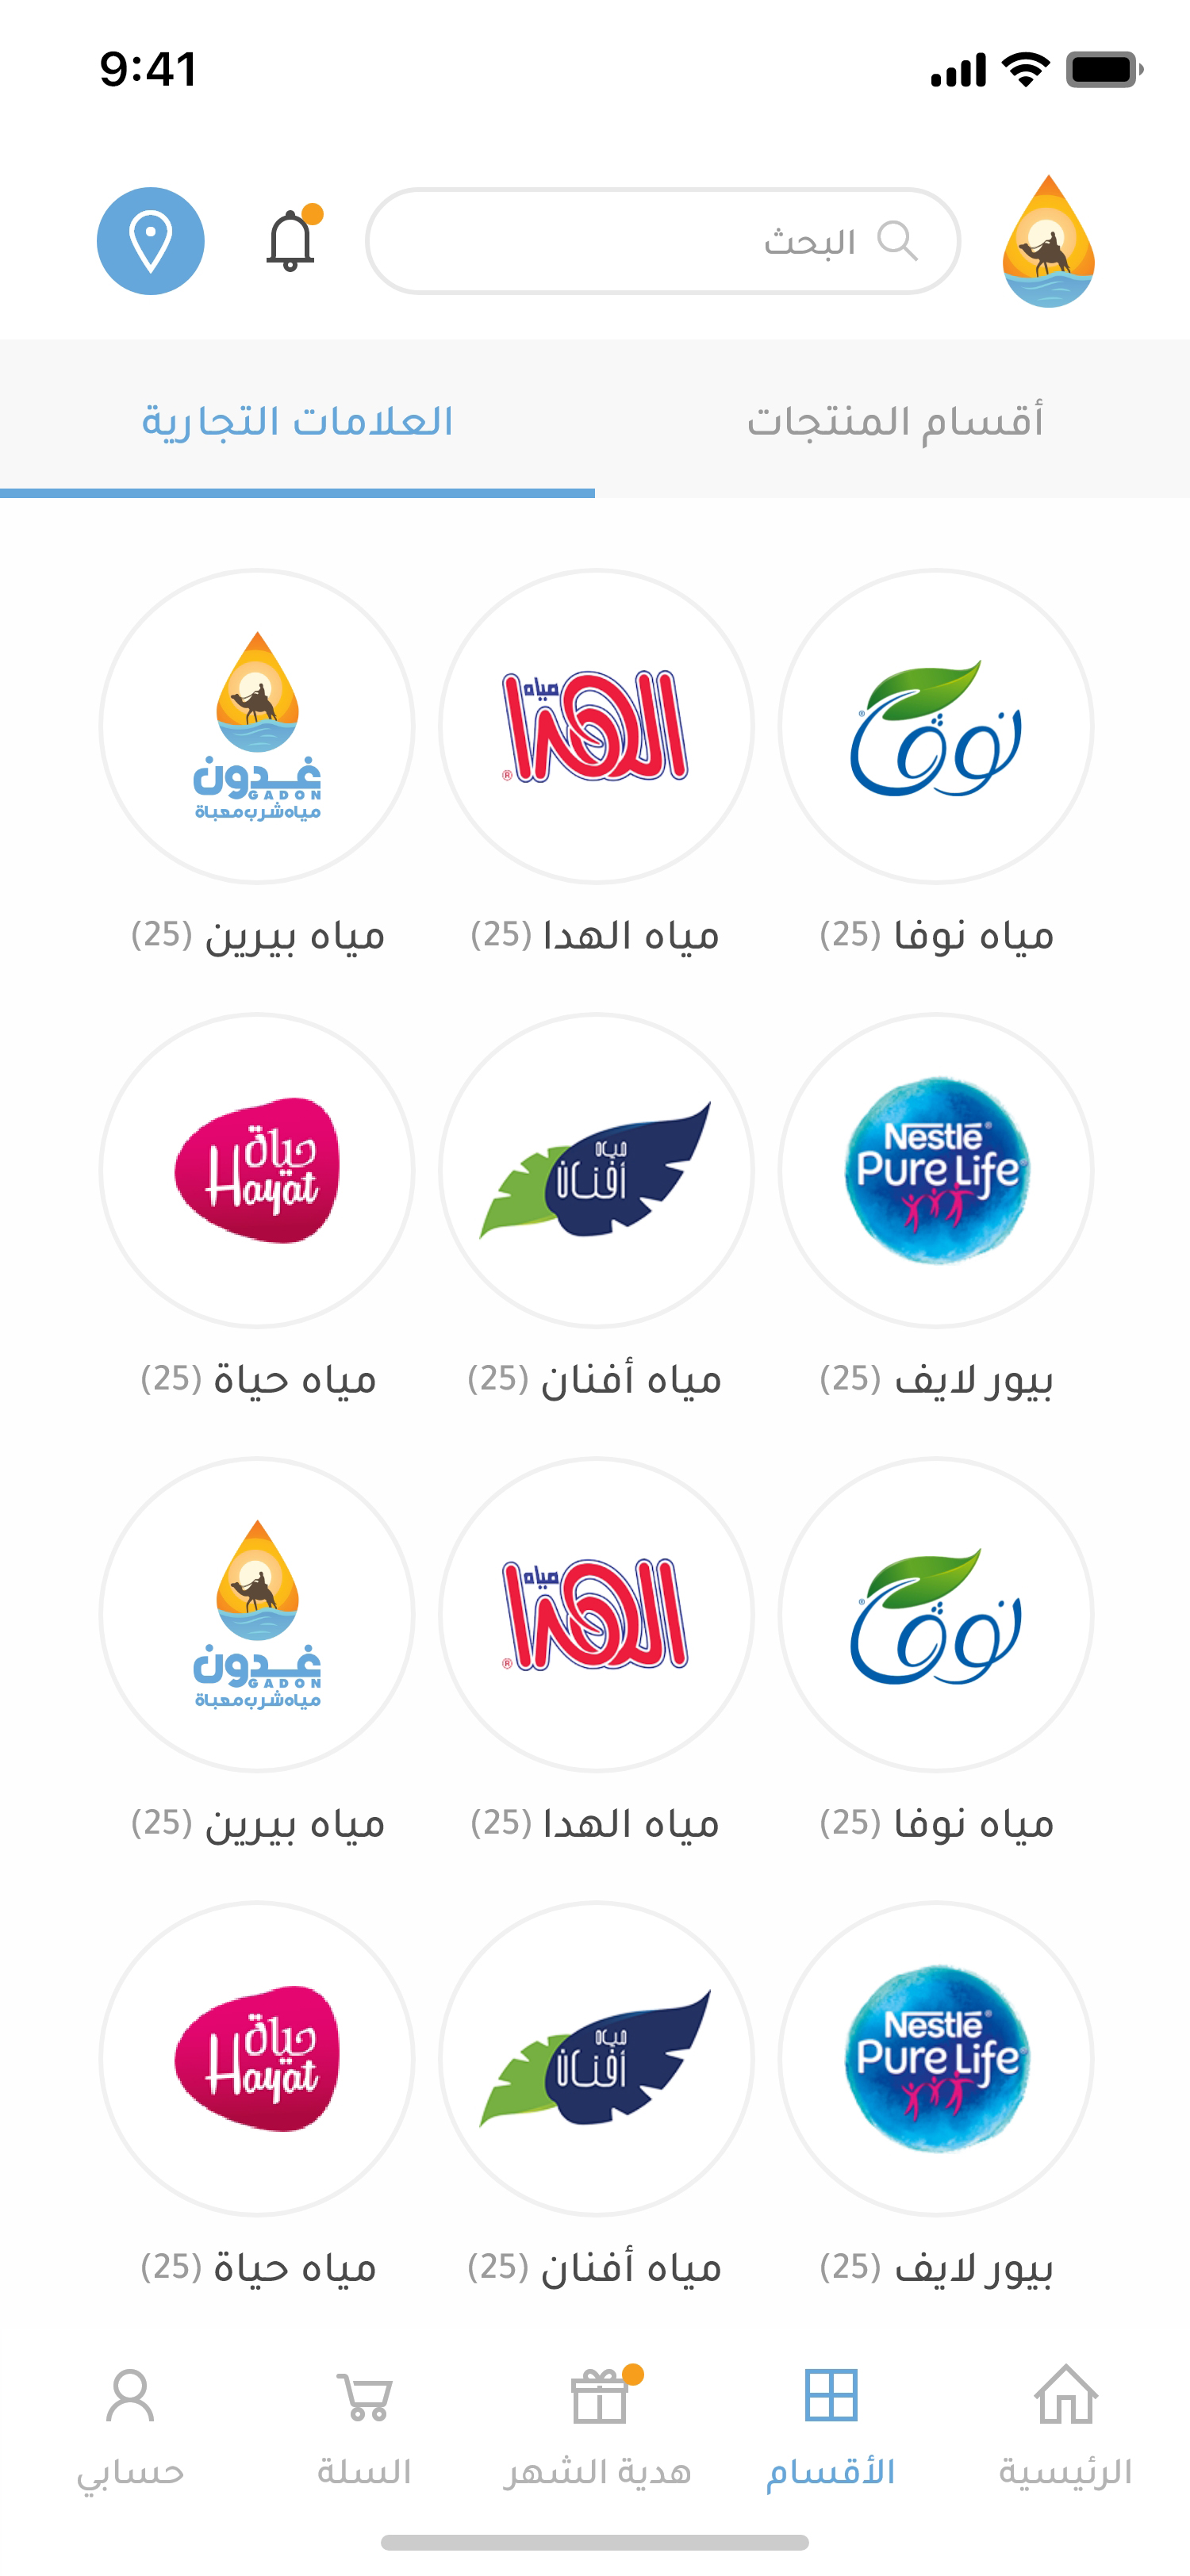 9:41
البحث
أقسام المنتجات
العلامات التجارية
نوفا®
مياه الهدا®
غدون
GADON
مياه شرب معبأة
مياه نوفا (25)
مياه الهدا (25)
مياه بيرين (25)
Nestlé®
Pure Life®
مياه
أفنان
حياة
Hayat
بيور لايف (25)
مياه أفنان (25)
مياه حياة (25)
نوفا®
مياه الهدا®
غدون
GADON
مياه شرب معبأة
مياه نوفا (25)
مياه الهدا (25)
مياه بيرين (25)
Nestlé®
Pure Life®
مياه
أفنان
حياة
Hayat
بيور لايف (25)
مياه أفنان (25)
مياه حياة (25)
الرئيسية
الأقسام
هدية الشهر
السلة
حسابي